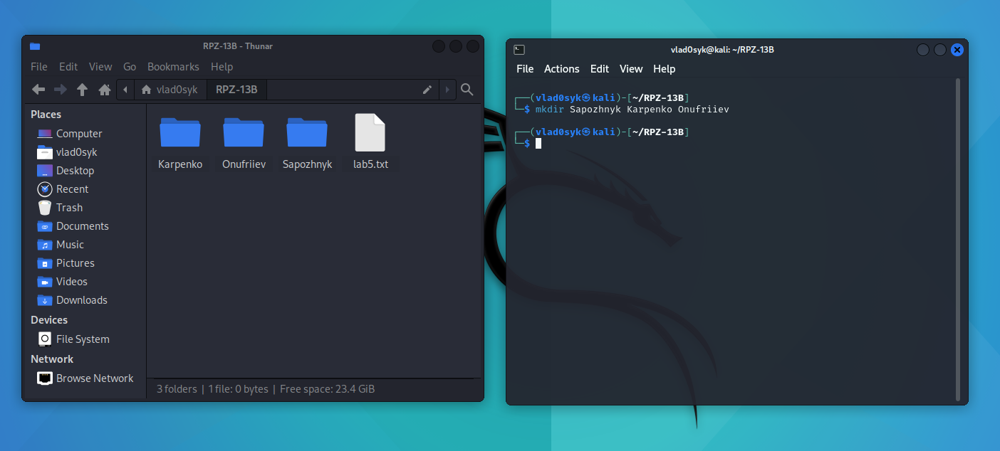 RPZ-13B - Thunar
File Edit View Go Bookmarks Help
vlad0syk RPZ-13B
Places
Computer
vlad0syk
Desktop
Recent
Trash
Documents
Music
Pictures
Videos
Downloads
Devices
File System
Network
Browse Network
Karpenko Onufriiev Sapozhnyk lab5.txt
3 folders | 1 file: 0 bytes | Free space: 23.4 GiB
vlad0syk@kali: ~/RPZ-13B
File Actions Edit View Help
┌──(vlad0syk㉿kali)-[~/RPZ-13B]
└─$ mkdir Sapozhnyk Karpenko Onufriiev
┌──(vlad0syk㉿kali)-[~/RPZ-13B]
└─$